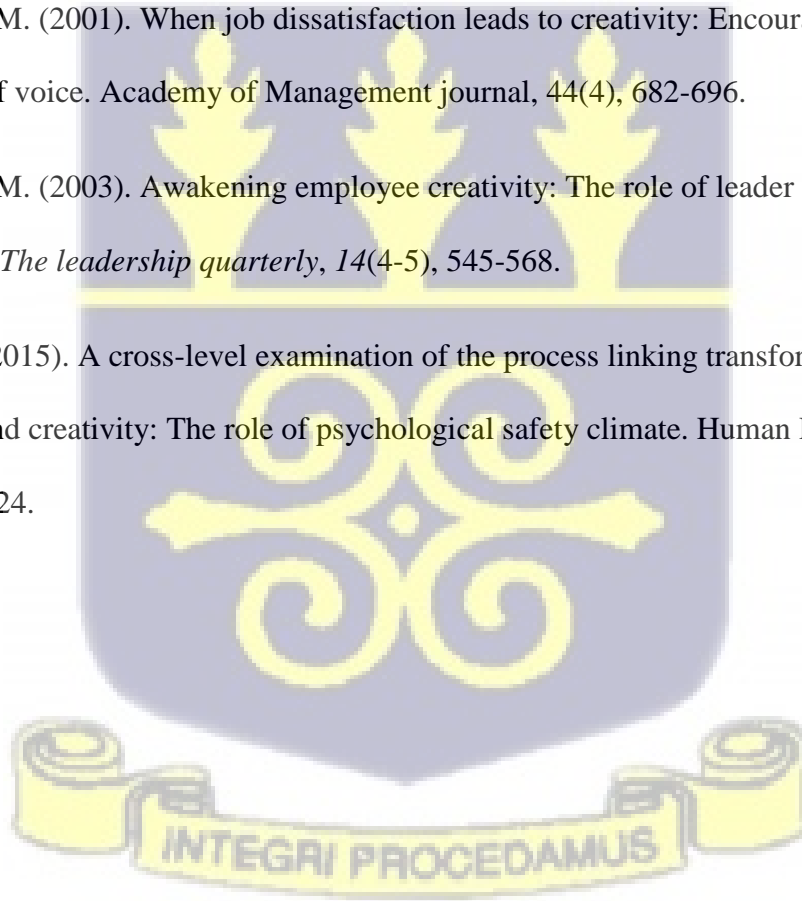 M. (2001). When job dissatisfaction leads to creativity: Encoura
f voice. Academy of Management journal, 44(4), 682-696.
M. (2003). Awakening employee creativity: The role of leader
The leadership quarterly, 14(4-5), 545-568.
2015). A cross-level examination of the process linking transfor
nd creativity: The role of psychological safety climate. Human
24.
INTEGRI PROCEDAMUS